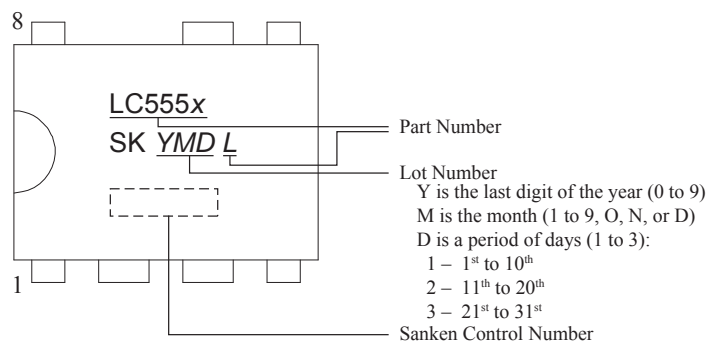 8
LC555x
SK YMD L
1
Part Number
Lot Number
Y is the last digit of the year (0 to 9)
M is the month (1 to 9, O, N, or D)
D is a period of days (1 to 3):
1 – 1st to 10th
2 – 11th to 20th
3 – 21st to 31st
Sanken Control Number